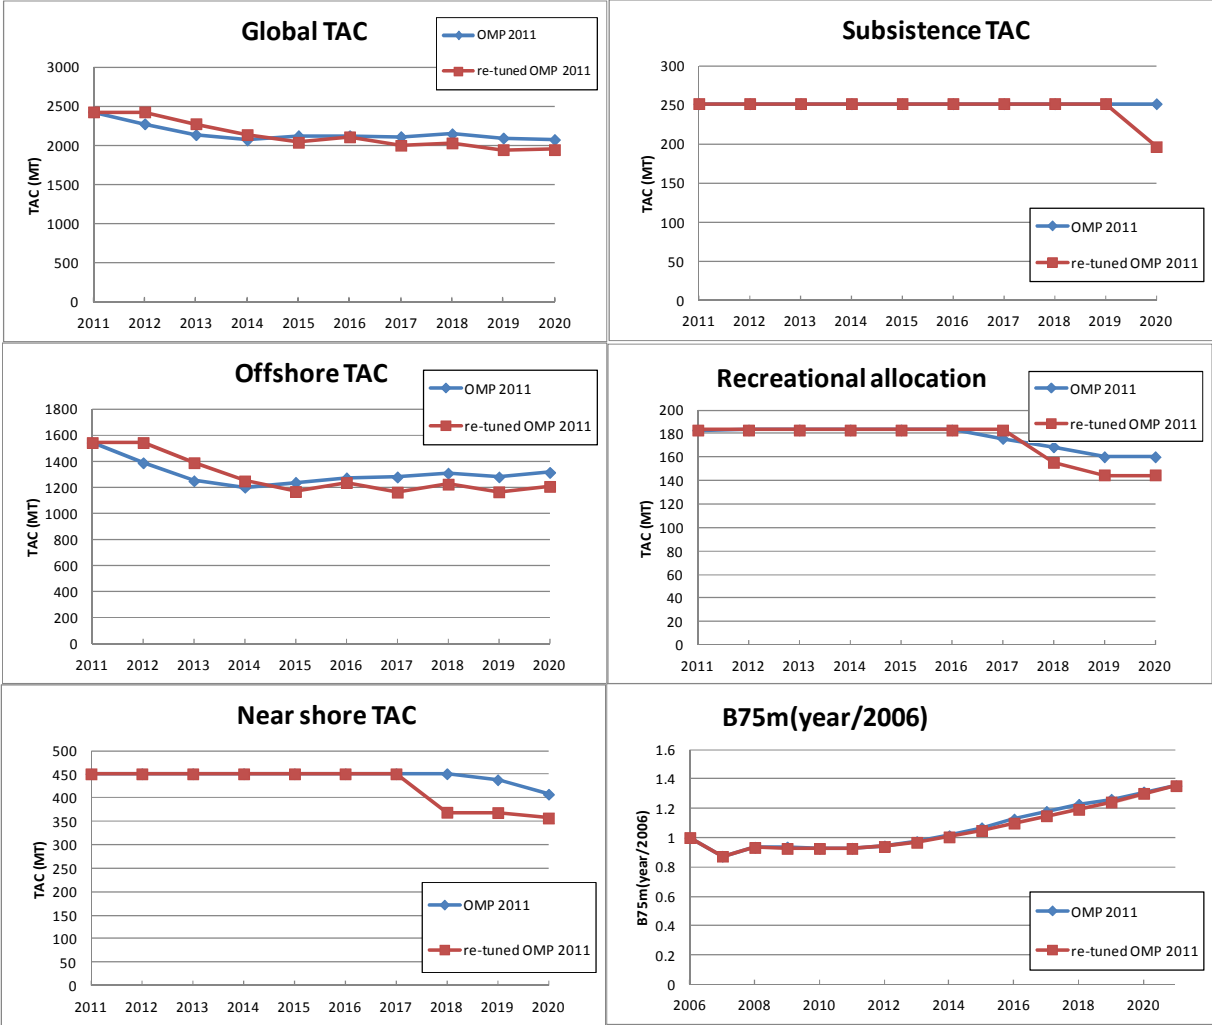 Global TAC
OMP 2011
re-tuned OMP 2011
TAC (MT)
3000
2500
2000
1500
1000
500
0
2011 2012 2013 2014 2015 2016 2017 2018 2019 2020
Subsistence TAC
OMP 2011
re-tuned OMP 2011
TAC (MT)
300
250
200
150
100
50
0
2011 2012 2013 2014 2015 2016 2017 2018 2019 2020
Offshore TAC
OMP 2011
re-tuned OMP 2011
TAC (MT)
1800
1600
1400
1200
1000
800
600
400
200
0
2011 2012 2013 2014 2015 2016 2017 2018 2019 2020
Recreational allocation
OMP 2011
re-tuned OMP 2011
TAC (MT)
200
180
160
140
120
100
80
60
40
20
0
2011 2012 2013 2014 2015 2016 2017 2018 2019 2020
Near shore TAC
OMP 2011
re-tuned OMP 2011
TAC (MT)
500
450
400
350
300
250
200
150
100
50
0
2011 2012 2013 2014 2015 2016 2017 2018 2019 2020
B75m(year/2006)
OMP 2011
re-tuned OMP 2011
B75m(year/2006)
1.6
1.4
1.2
1
0.8
0.6
0.4
0.2
0
2006 2008 2010 2012 2014 2016 2018 2020